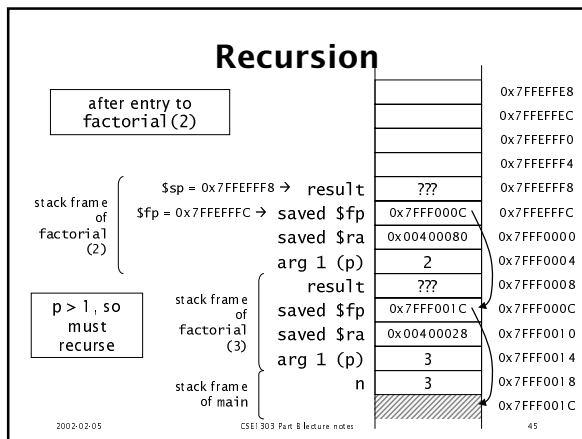 Recursion
after entry to
factorial(2)
0x7FFEFFE8
0x7FFEFFEC
0x7FFEFFF0
0x7FFEFFF4
$sp = 0x7FFEFFF8 → result ??? 0x7FFEFFF8
$fp = 0x7FFEFFFC → saved $fp 0x7FFF000C 0x7FFEFFFC
saved $ra 0x00400080 0x7FFF0000
arg 1 (p) 2 0x7FFF0004
stack frame
of
factorial
(2)
result ??? 0x7FFF0008
saved $fp 0x7FFF001C 0x7FFF000C
saved $ra 0x00400028 0x7FFF0010
arg 1 (p) 3 0x7FFF0014
stack frame
of
factorial
(3)
p > 1, so
must
recurse
n 3 0x7FFF0018
0x7FFF001C
stack frame
of main
2002-02-05 CSE1303 Part B lecture notes 45